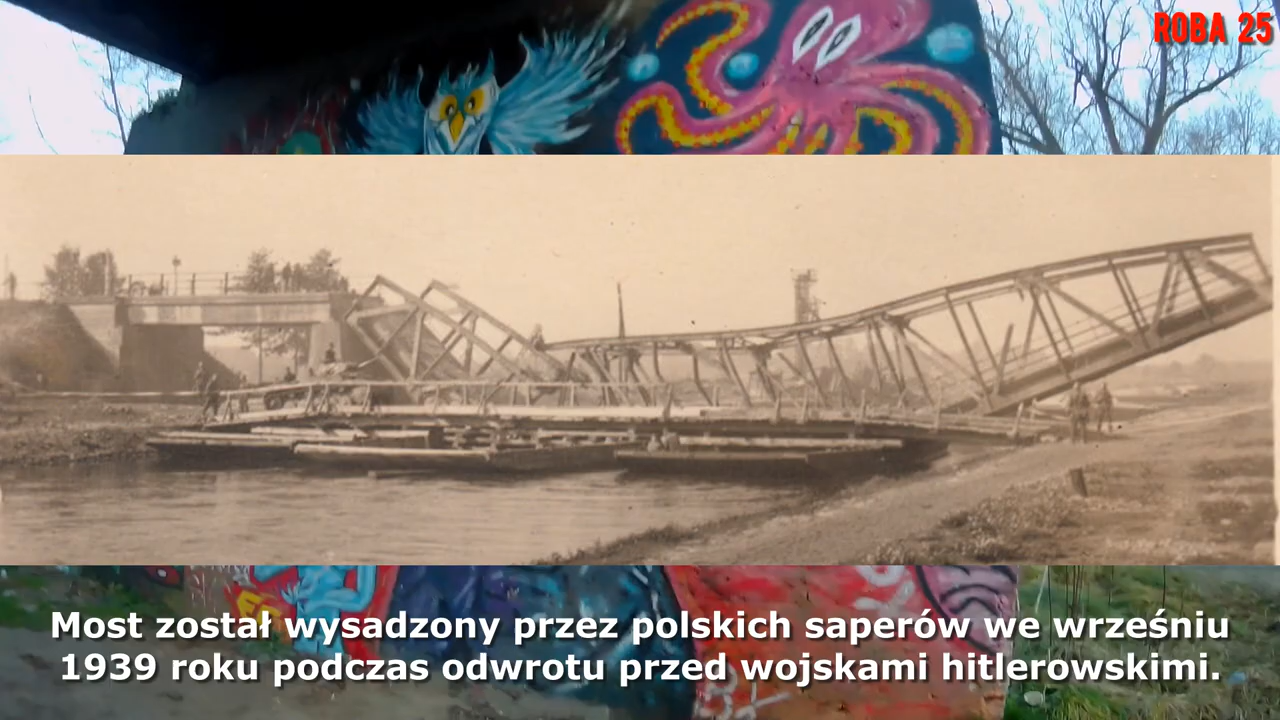 ROBA 25
Most został wysadzony przez polskich saperów we wrześniu
1939 roku podczas odwrotu przed wojskami hitlerowskimi.